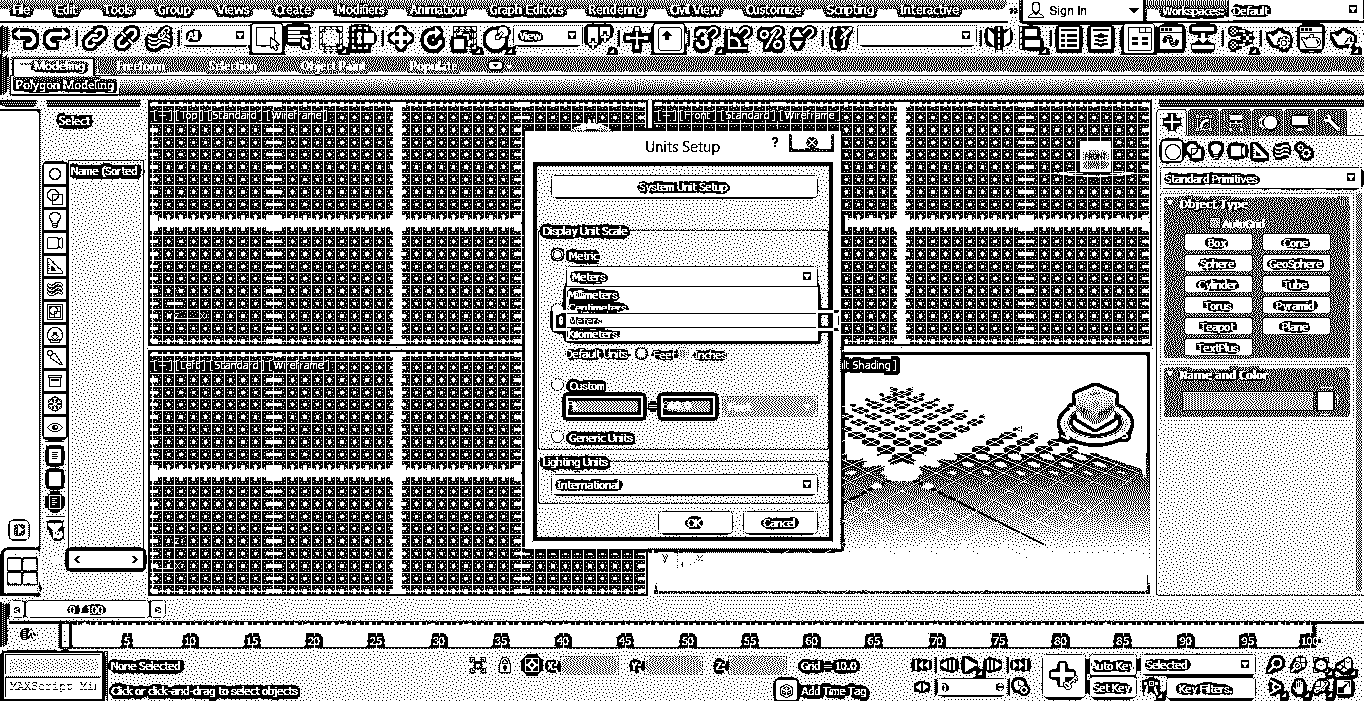 File Edit Tools Group Views Create Modifiers Animation Graph Editors Rendering Civil View Customize Scripting Interactive » Sign In Workspaces: Default
All View
Modeling Freeform Selection Object Paint Populate
Polygon Modeling
Select
Name (Sorted
[+] [Top] [Standard] [Wireframe]
[+] [Front] [Standard] [Wireframe
FRONT
[+] [Left] [Standard] [Wireframe]
lt Shading]
Units Setup
?
System Unit Setup
Display Unit Scale
Metric
Meters
Millimeters
Centimeters
Meters
Kilometers
Default Units: Feet Inches
Custom
=
Generic Units
Lighting Units
International
OK Cancel
Standard Primitives
Object Type
AutoGrid
Box Cone
Sphere GeoSphere
Cylinder Tube
Torus Pyramid
Teapot Plane
TextPlus
Name and Color
y x
0 / 100
5 10 15 20 25 30 35 40 45 50 55 60 65 70 75 80 85 90 95 100
None Selected X: Y: Z: Grid = 10.0 Auto Key Selected
MAXScript Mi
Click or click-and-drag to select objects Add Time Tag 0 Set Key Key Filters...